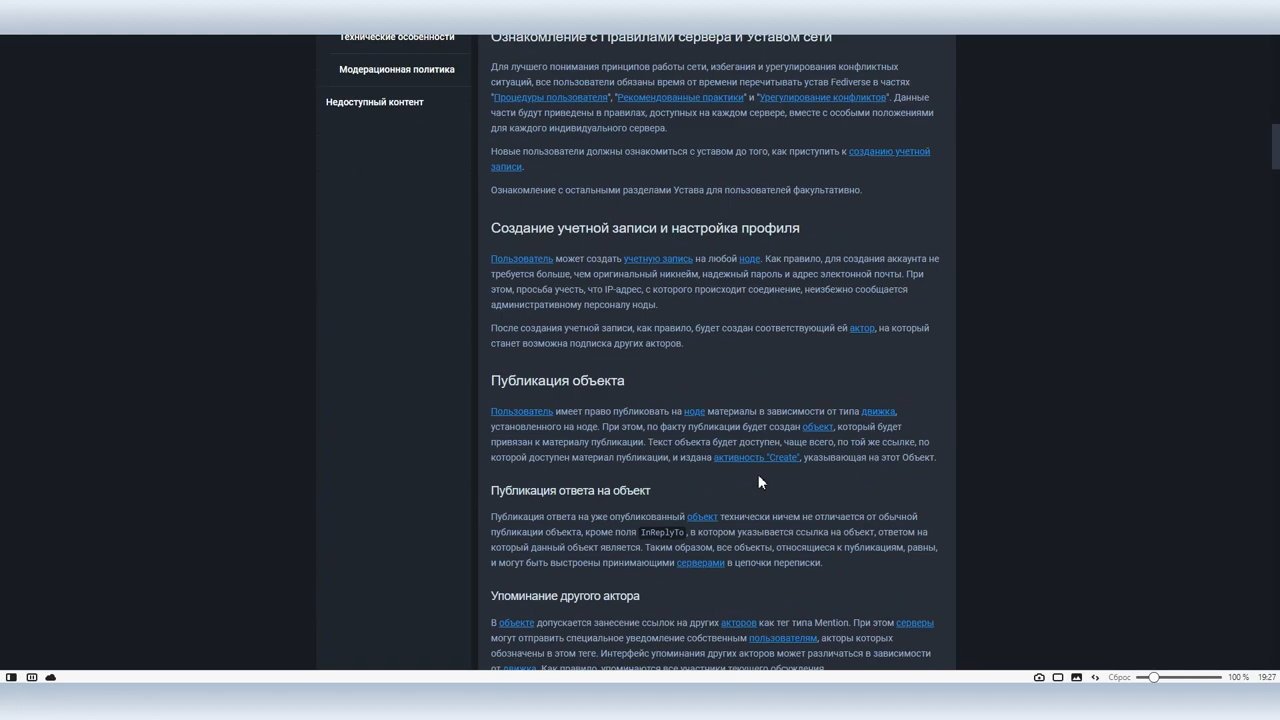 Технические особенности
Модерационная политика
Недоступный контент
Ознакомление с Правилами сервера и Уставом сети
Для лучшего понимания принципов работы сети, избегания и урегулирования конфликтных
ситуаций, все пользователи обязаны время от времени перечитывать устав Fediverse в частях
"Процедуры пользователя", "Рекомендованные практики" и "Урегулирование конфликтов". Данные
части будут приведены в правилах, доступных на каждом сервере, вместе с особыми положениями
для каждого индивидуального сервера.
Новые пользователи должны ознакомиться с уставом до того, как приступить к созданию учетной
записи.
Ознакомление с остальными разделами Устава для пользователей факультативно.
Создание учетной записи и настройка профиля
Пользователь может создать учетную запись на любой ноде. Как правило, для создания аккаунта не
требуется больше, чем оригинальный никнейм, надежный пароль и адрес электонной почты. При
этом, просьба учесть, что IP-адрес, с которого происходит соединение, неизбежно сообщается
административному персоналу ноды.
После создания учетной записи, как правило, будет создан соответствующий ей актор, на который
станет возможна подписка других акторов.
Публикация объекта
Пользователь имеет право публиковать на ноде материалы в зависимости от типа движка,
установленного на ноде. При этом, по факту публикации будет создан объект, который будет
привязан к материалу публикации. Текст объекта будет доступен, чаще всего, по той же ссылке, по
которой доступен материал публикации, и издана активность "Create", указывающая на этот Объект.
Публикация ответа на объект
Публикация ответа на уже опубликованный объект технически ничем не отличается от обычной
публикации объекта, кроме поля InReplyTo, в котором указывается ссылка на объект, ответом на
который данный объект является. Таким образом, все объекты, относящиеся к публикациям, равны,
и могут быть выстроены принимающими серверами в цепочки переписки.
Упоминание другого актора
В объекте допускается занесение ссылок на других акторов как тег типа Mention. При этом серверы
могут отправить специальное уведомление собственным пользователям, акторы которых
обозначены в этом теге. Интерфейс упоминания других акторов может различаться в зависимости
от движка. Как правило, упоминаются все участники текущего обсуждения.
Сброс 100 % 19:27